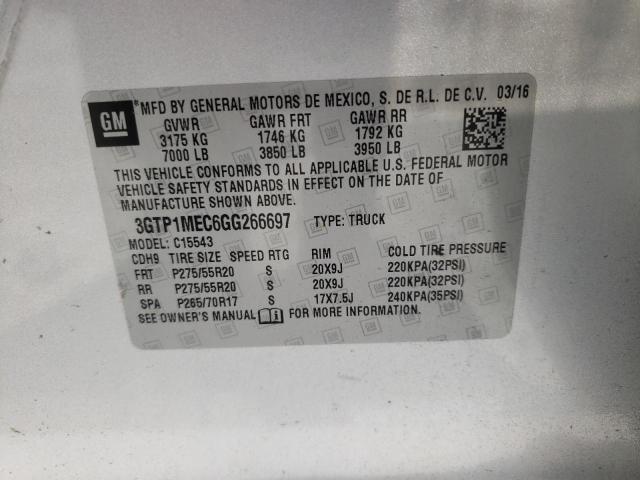 GM
*MFD BY GENERAL MOTORS DE MEXICO, S. DE R.L. DE C.V. 03/16
GVWR GAWR FRT GAWR RR
3175 KG 1746 KG 1792 KG
7000 LB 3850 LB 3950 LB
THIS VEHICLE CONFORMS TO ALL APPLICABLE U.S. FEDERAL MOTOR
VEHICLE SAFETY STANDARDS IN EFFECT ON THE DATE OF
MANUFACTURE SHOWN ABOVE.
3GTP1MEC6GG266697 TYPE: TRUCK
MODEL: C15543
CDH9 TIRE SIZE SPEED RTG RIM COLD TIRE PRESSURE
FRT P275/55R20 S 20X9J 220KPA(32PSI)
RR P275/55R20 S 20X9J 220KPA(32PSI)
SPA P265/70R17 S 17X7.5J 240KPA(35PSI)
SEE OWNER'S MANUAL FOR MORE INFORMATION.